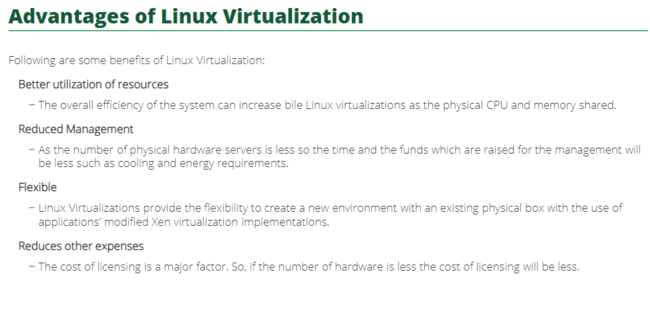 Advantages of Linux Virtualization
Following are some benefits of Linux Virtualization:
Better utilization of resources
– The overall efficiency of the system can increase bile Linux virtualizations as the physical CPU and memory shared.
Reduced Management
– As the number of physical hardware servers is less so the time and the funds which are raised for the management will
be less such as cooling and energy requirements.
Flexible
– Linux Virtualizations provide the flexibility to create a new environment with an existing physical box with the use of
applications’ modified Xen virtualization implementations.
Reduces other expenses
– The cost of licensing is a major factor. So, if the number of hardware is less the cost of licensing will be less.